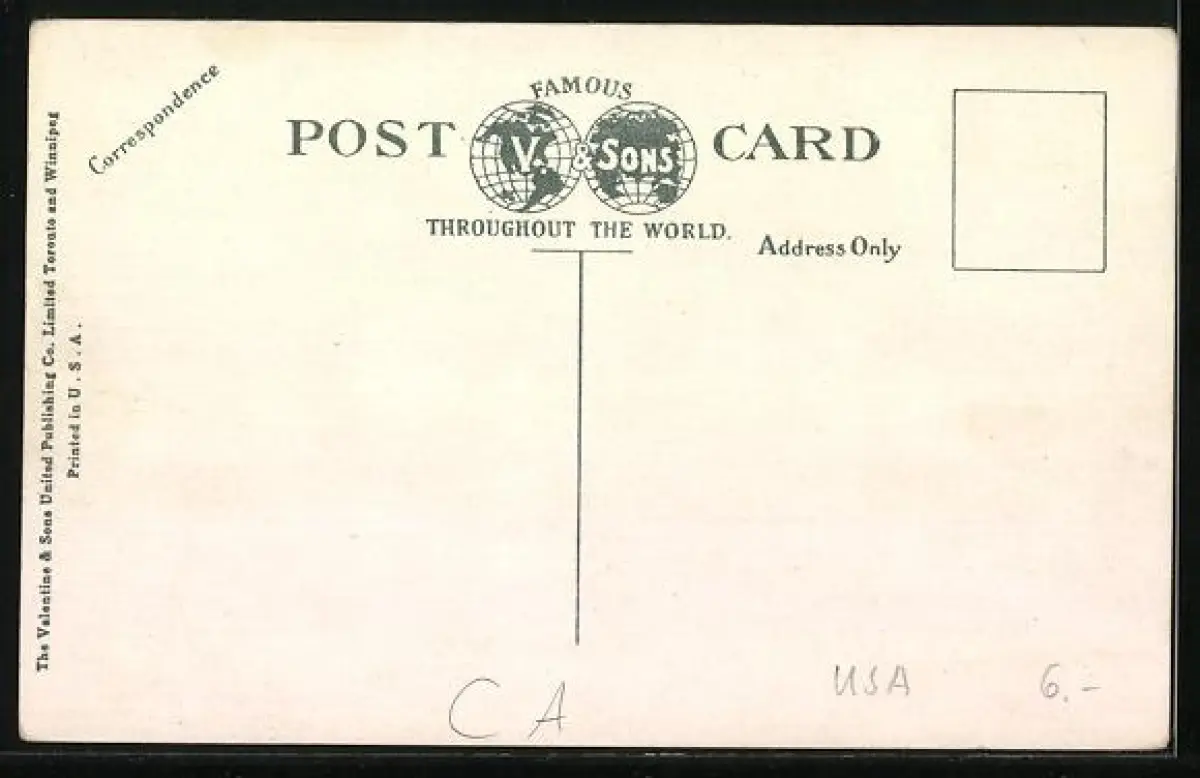 Correspondence
FAMOUS
POST V. & SONS CARD
THROUGHOUT THE WORLD.
Address Only
The Valentine & Sons United Publishing Co. Limited Toronto and Winnipeg
Printed in U.S.A.
CA
USA 6.-